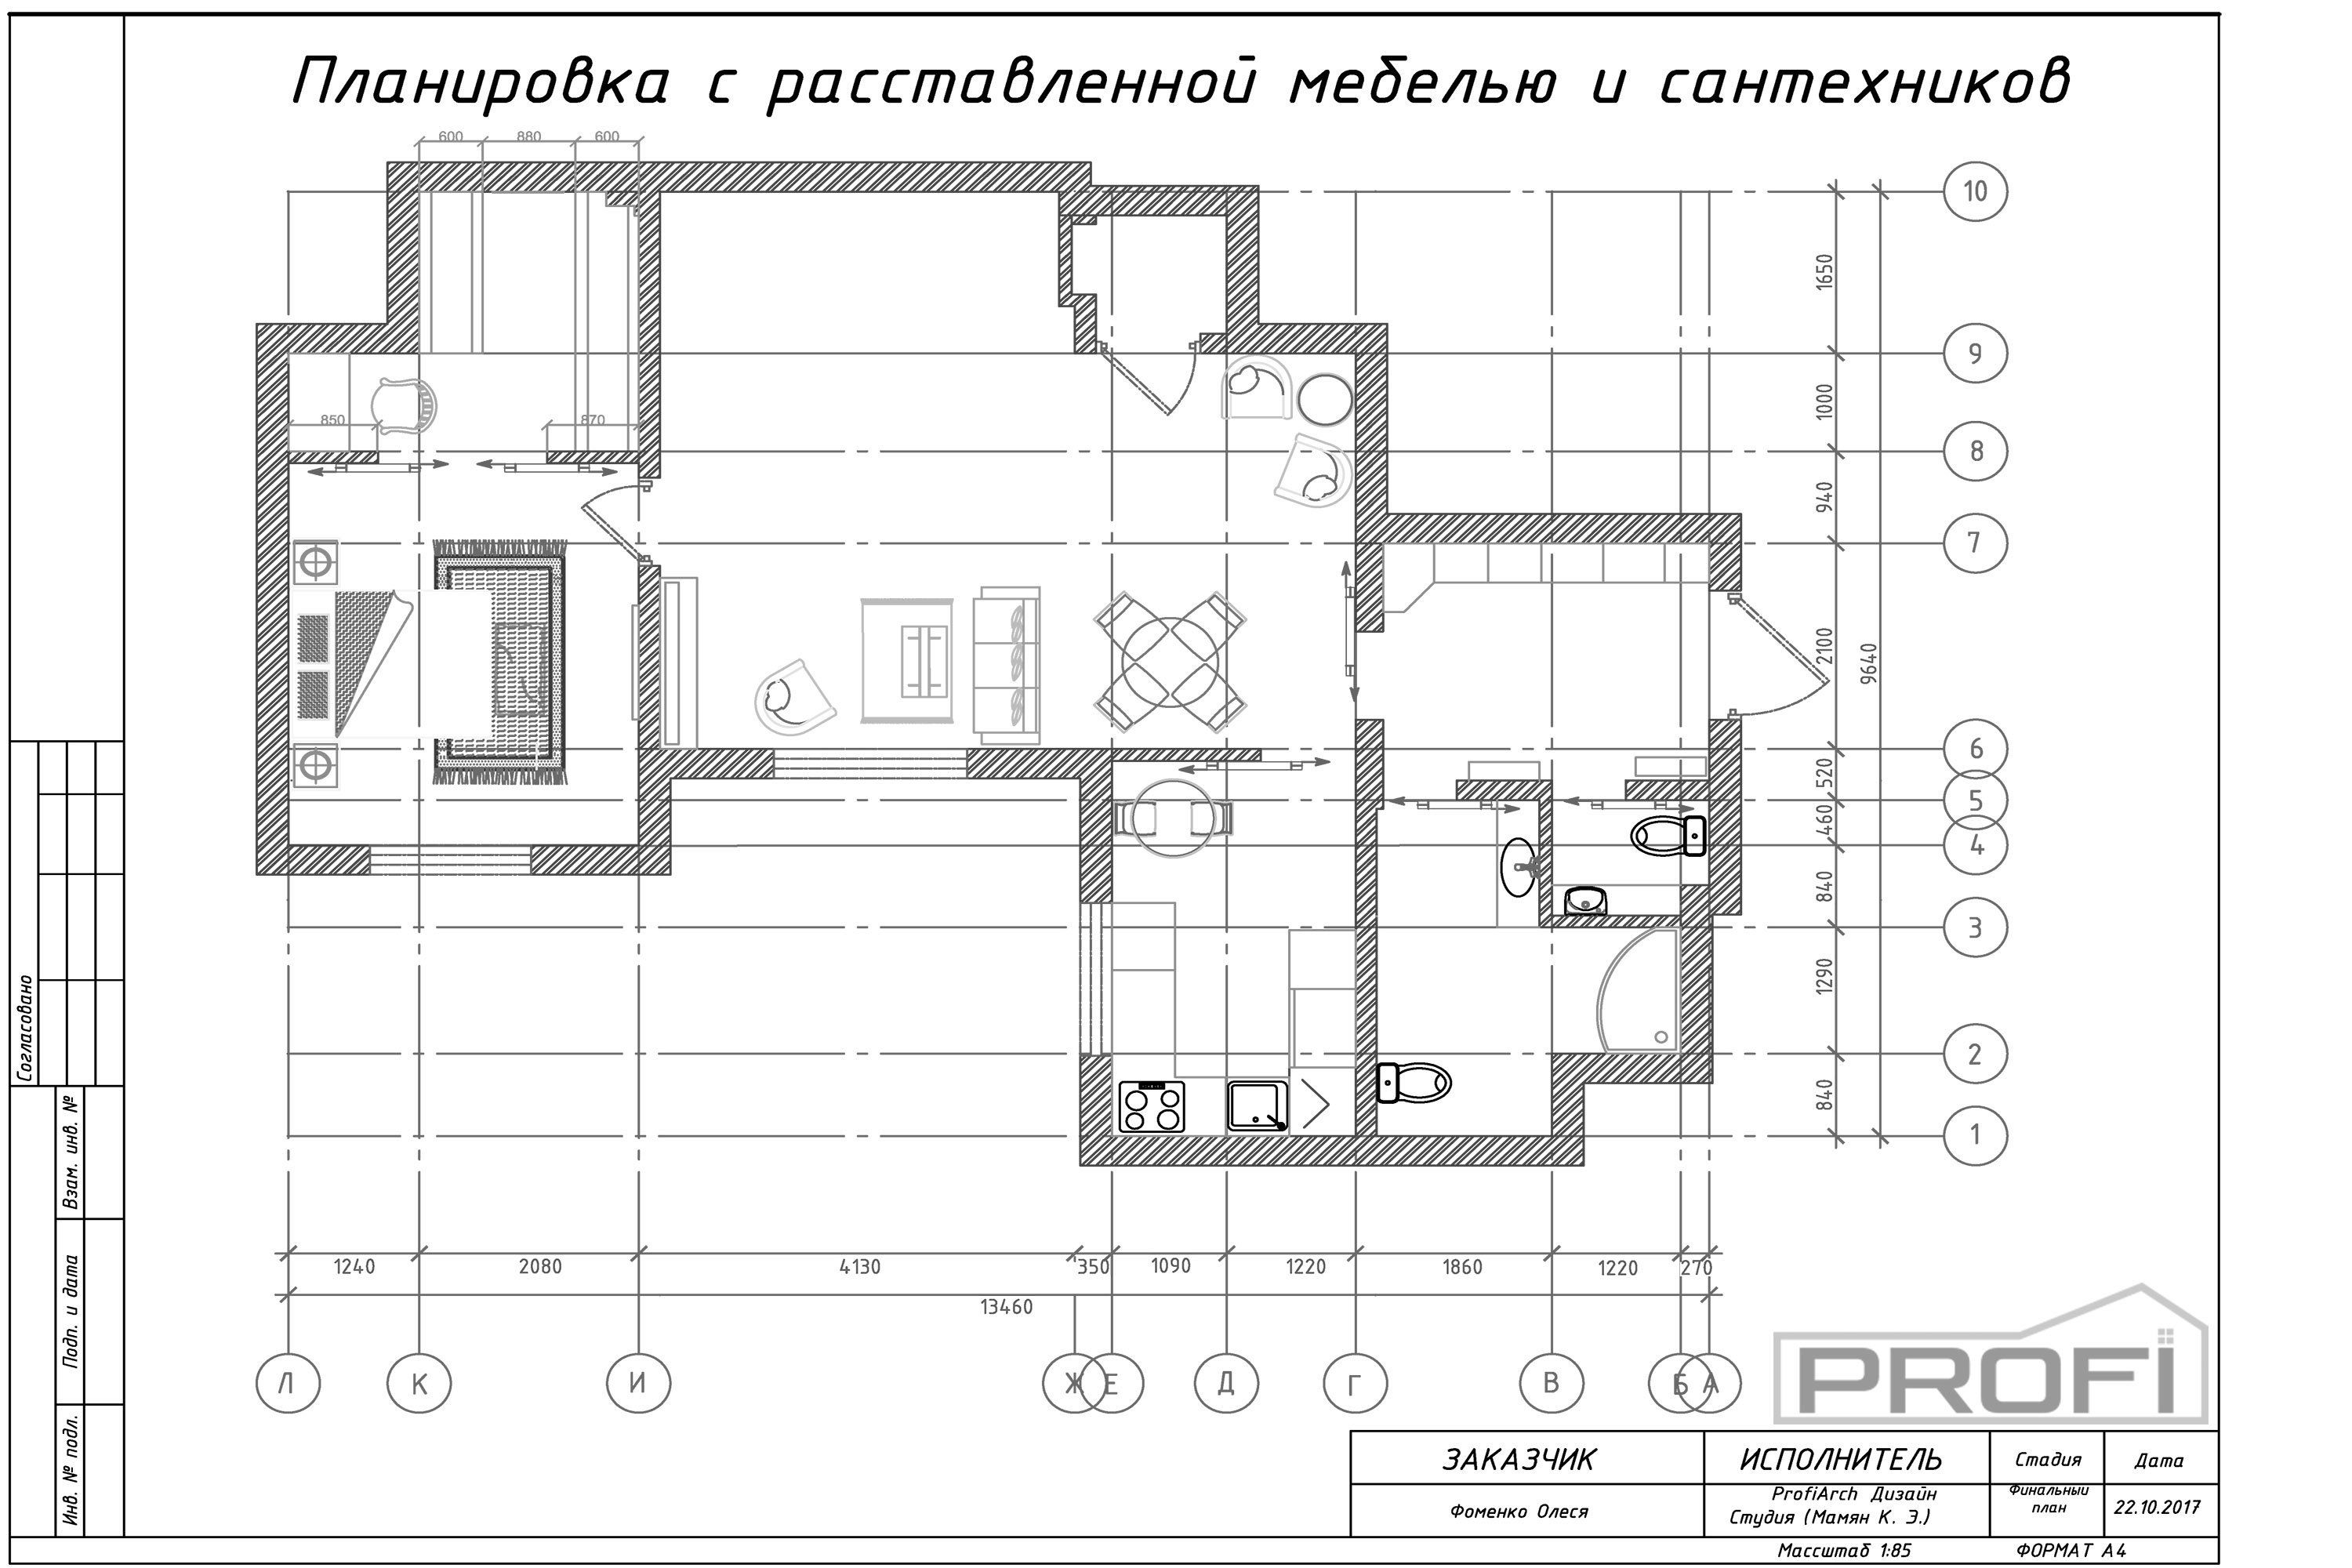 Планировка с расставленной мебелью и сантехников
600 880 600
10
1650
9
1000
850 870
8
940
7
2100
9640
6
520
5
460
4
840
3
1290
2
840
1
1240 2080 4130 350 1090 1220 1860 1220 270
13460
Л К И Ж Е Д Г В Б А
Согласовано
Взам. инв. №
Подп. и дата
Инв. № подл.
PROFi
ЗАКАЗЧИК ИСПОЛНИТЕЛЬ Стадия Дата
Фоменко Олеся
ProfiArch Дизайн
Студия (Мамян К. Э.)
Финальный
план
22.10.2017
Масштаб 1:85 ФОРМАТ А4